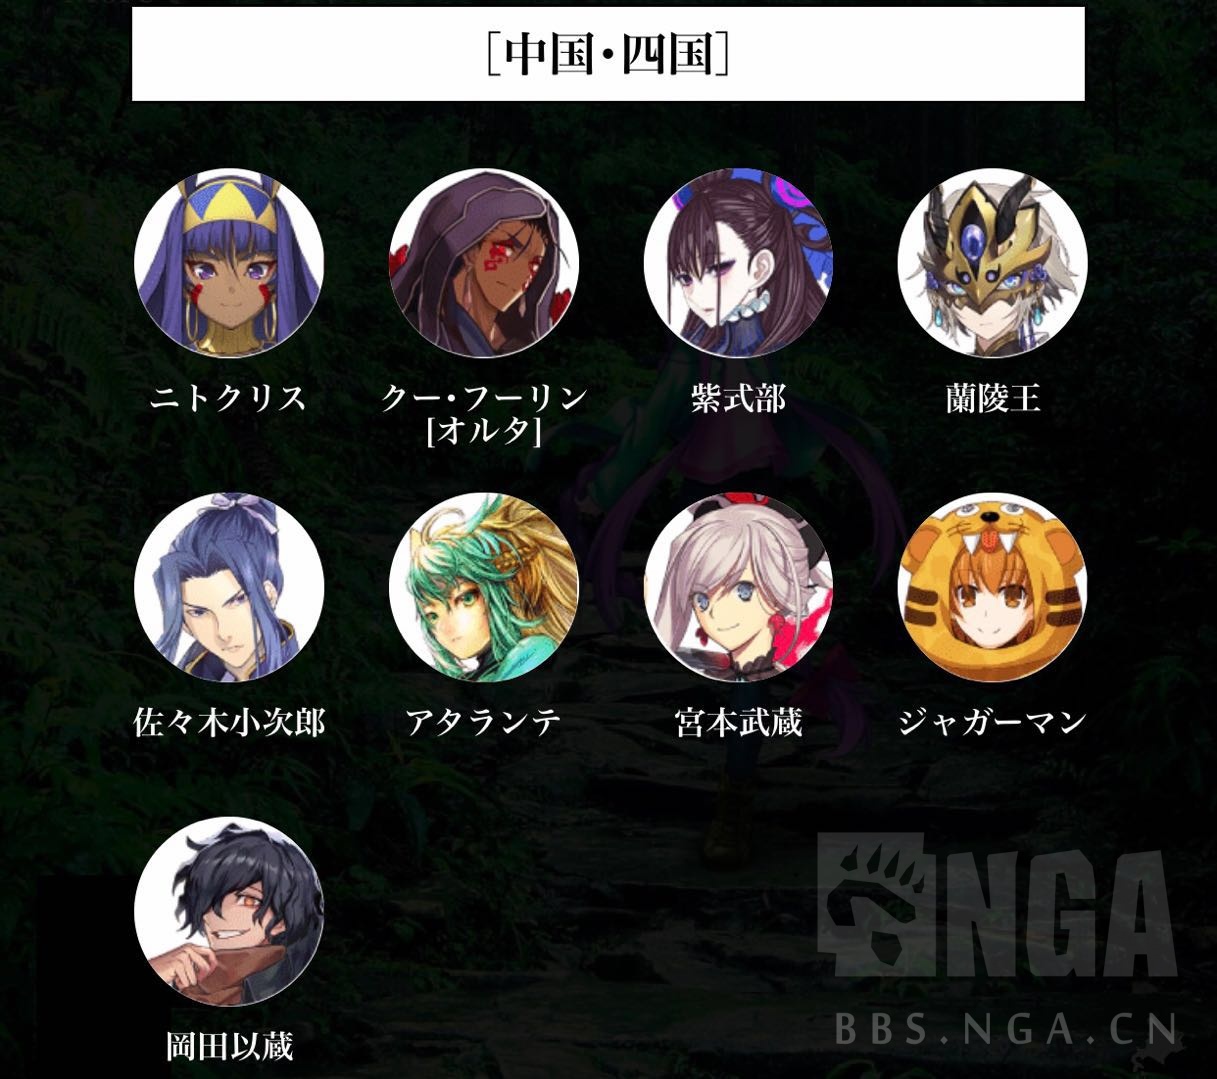 ［中国・四国］
ニトクリス
クー・フーリン
[オルタ]
紫式部
蘭陵王
佐々木小次郎
アタランテ
宮本武蔵
ジャガーマン
岡田以蔵
NGA
BBS.NGA.CN